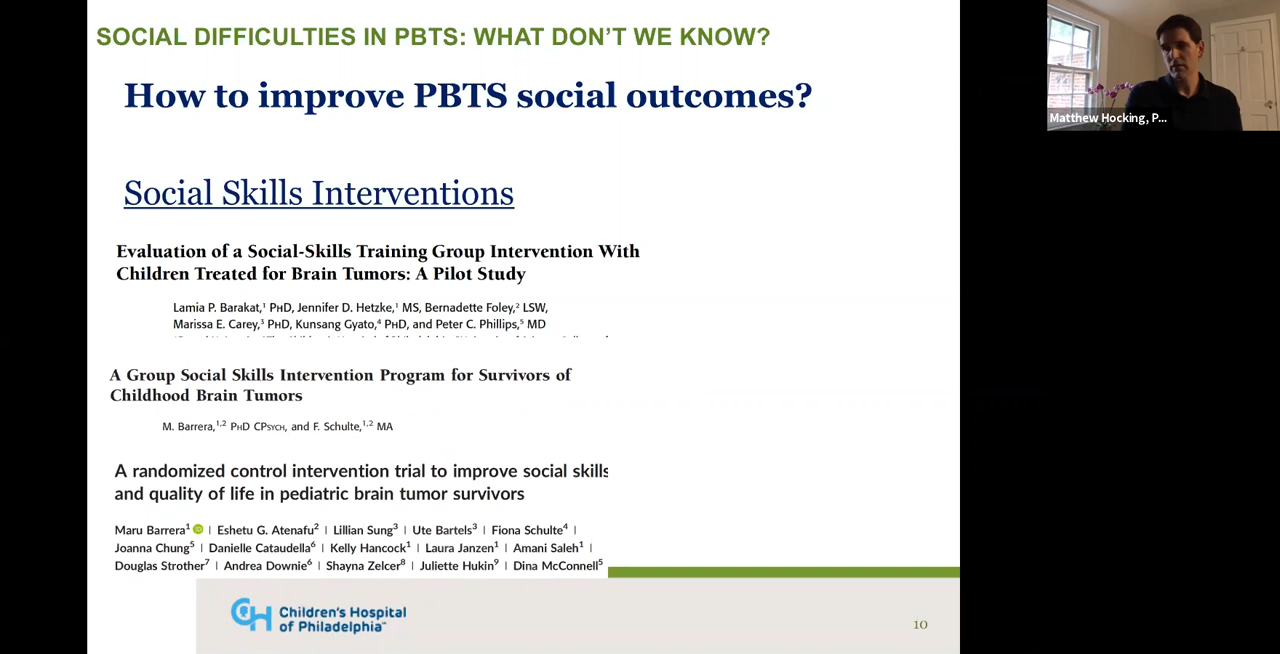 SOCIAL DIFFICULTIES IN PBTS: WHAT DON'T WE KNOW?
How to improve PBTS social outcomes?
Social Skills Interventions
Evaluation of a Social-Skills Training Group Intervention With
Children Treated for Brain Tumors: A Pilot Study
Lamia P. Barakat,¹ PhD, Jennifer D. Hetzke,¹ MS, Bernadette Foley,² LSW,
Marissa E. Carey,³ PhD, Kunsang Gyato,⁴ PhD, and Peter C. Phillips,⁵ MD
A Group Social Skills Intervention Program for Survivors of
Childhood Brain Tumors
M. Barrera,¹,² PhD CPsych, and F. Schulte,¹,² MA
A randomized control intervention trial to improve social skills
and quality of life in pediatric brain tumor survivors
Maru Barrera¹ iD | Eshetu G. Atenafu² | Lillian Sung³ | Ute Bartels³ | Fiona Schulte⁴ |
Joanna Chung⁵ | Danielle Cataudella⁶ | Kelly Hancock¹ | Laura Janzen¹ | Amani Saleh¹ |
Douglas Strother⁷ | Andrea Downie⁶ | Shayna Zelcer⁸ | Juliette Hukin⁹ | Dina McConnell⁵
CH Children's Hospital
of Philadelphia™
10
Matthew Hocking, P...